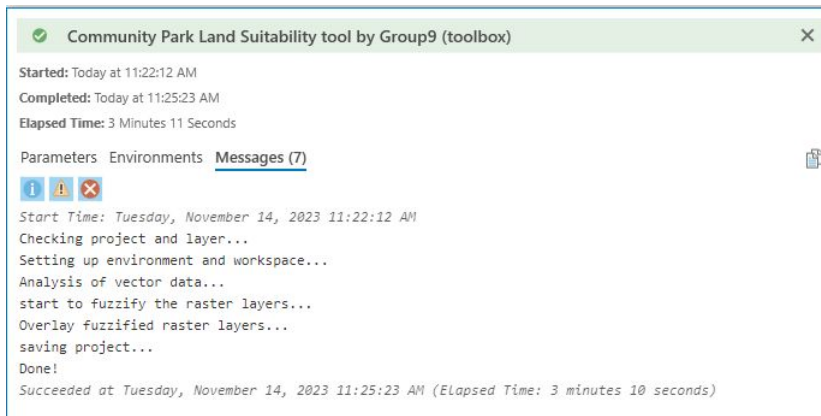 Community Park Land Suitability tool by Group9 (toolbox)
Started: Today at 11:22:12 AM
Completed: Today at 11:25:23 AM
Elapsed Time: 3 Minutes 11 Seconds
Parameters Environments Messages (7)
Start Time: Tuesday, November 14, 2023 11:22:12 AM
Checking project and layer...
Setting up environment and workspace...
Analysis of vector data...
start to fuzzify the raster layers...
Overlay fuzzified raster layers...
saving project...
Done!
Succeeded at Tuesday, November 14, 2023 11:25:23 AM (Elapsed Time: 3 minutes 10 seconds)